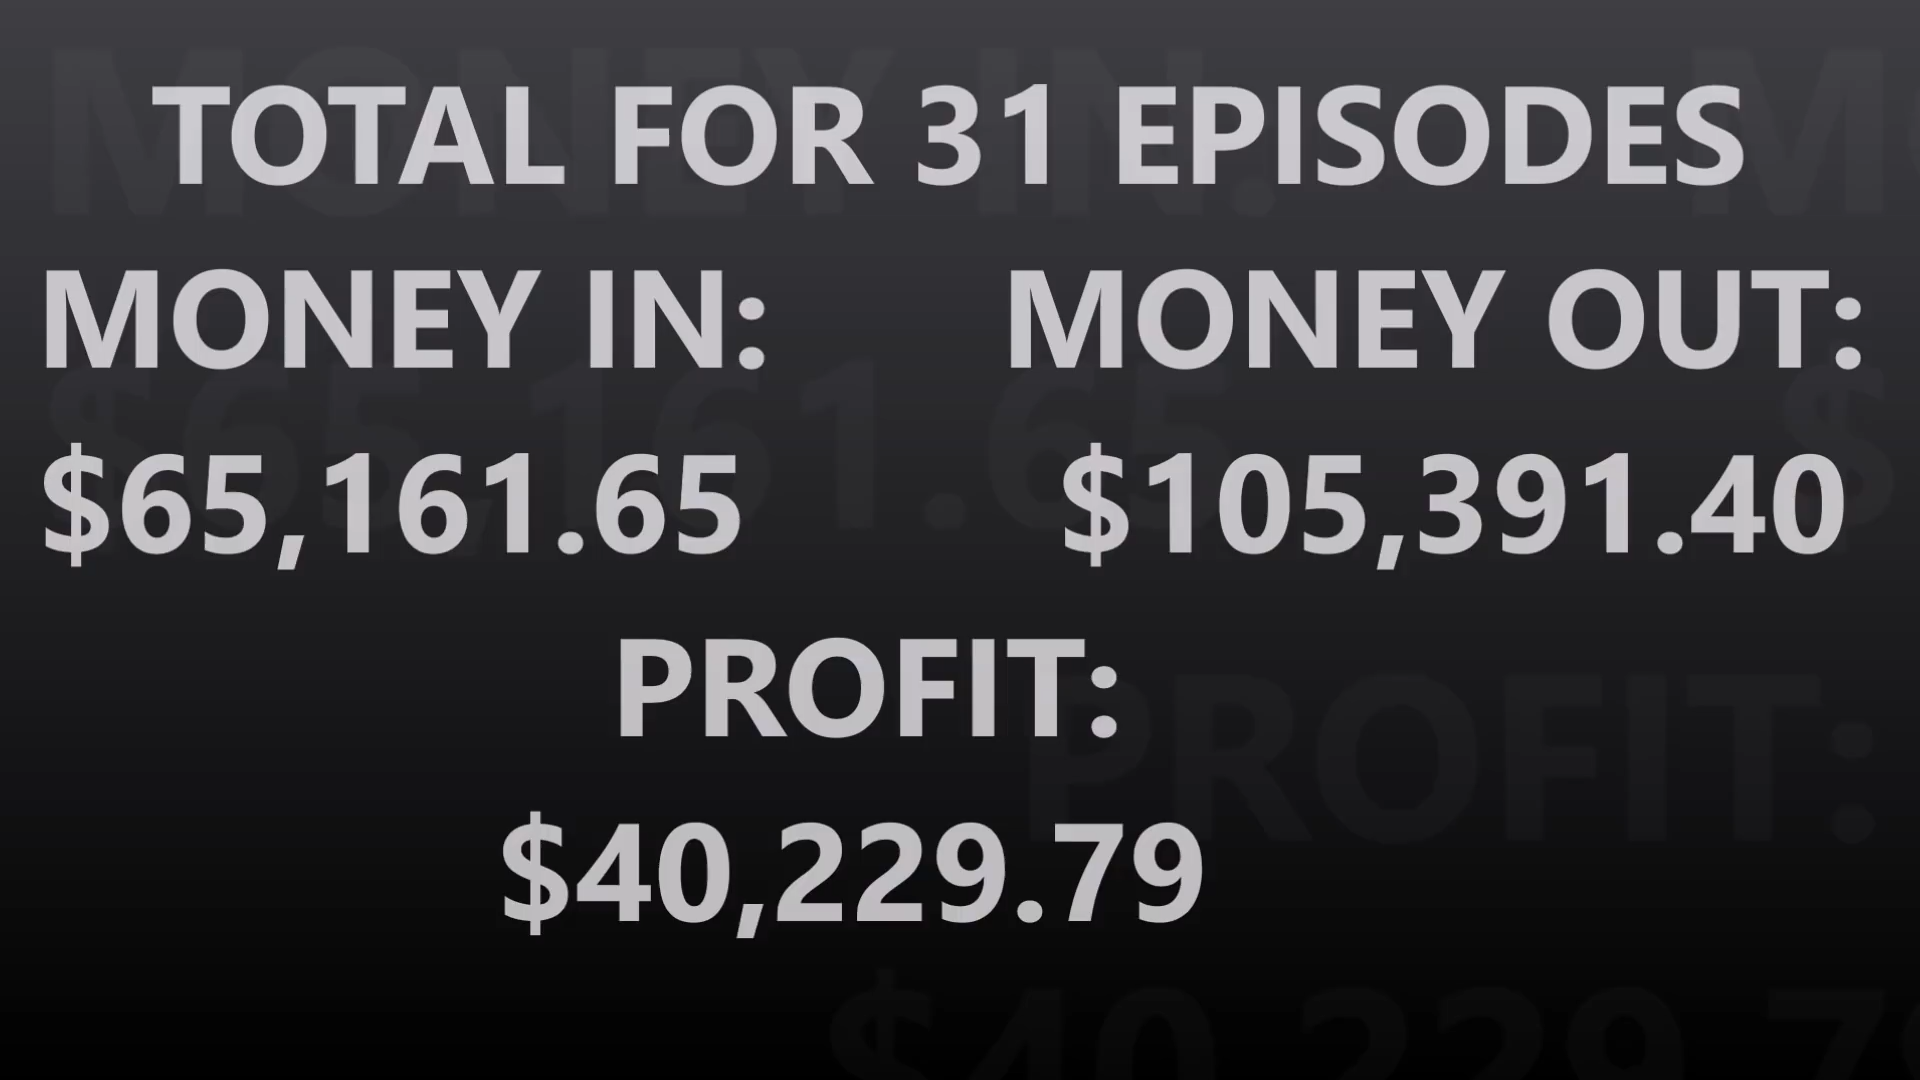 TOTAL FOR 31 EPISODES
MONEY IN: MONEY OUT:
$65,161.65 $105,391.40
PROFIT:
$40,229.79